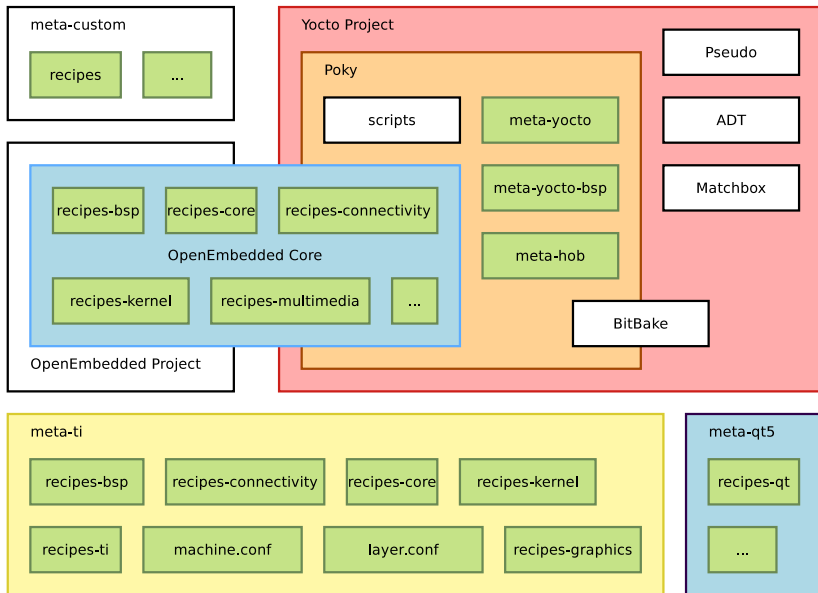 meta-custom
recipes
...
Yocto Project
Poky
scripts
meta-yocto
meta-yocto-bsp
meta-hob
Pseudo
ADT
Matchbox
BitBake
recipes-bsp
recipes-core
recipes-connectivity
OpenEmbedded Core
recipes-kernel
recipes-multimedia
...
OpenEmbedded Project
meta-ti
recipes-bsp
recipes-connectivity
recipes-core
recipes-kernel
recipes-ti
machine.conf
layer.conf
recipes-graphics
meta-qt5
recipes-qt
...